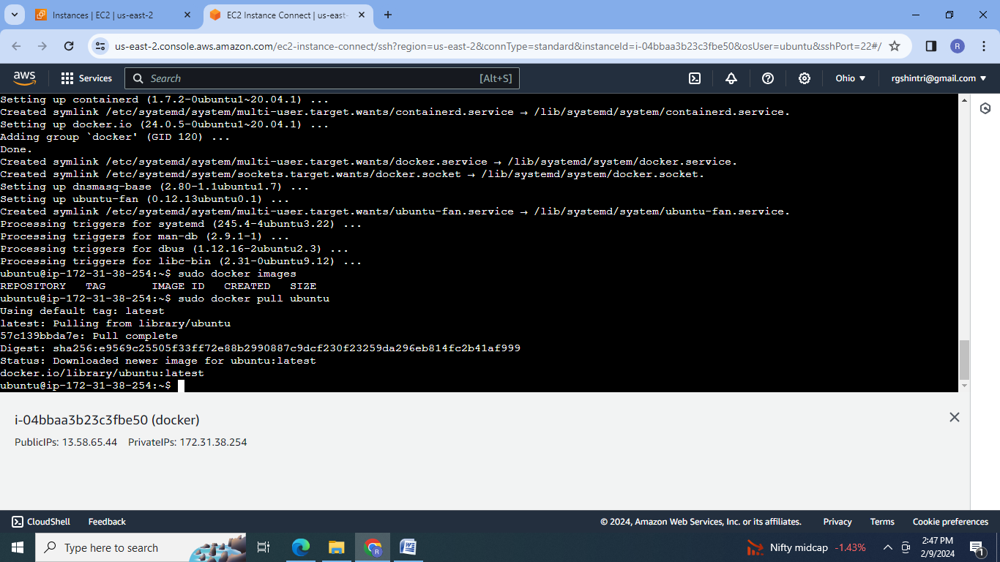 Instances | EC2 | us-east-2
EC2 Instance Connect | us-east-
us-east-2.console.aws.amazon.com/ec2-instance-connect/ssh?region=us-east-2&connType=standard&instanceId=i-04bbaa3b23c3fbe50&osUser=ubuntu&sshPort=22#/
R
aws
Services
Search
[Alt+S]
Ohio
rgshintri@gmail.com
Setting up containerd (1.7.2-0ubuntu1~20.04.1) ...
Created symlink /etc/systemd/system/multi-user.target.wants/containerd.service → /lib/systemd/system/containerd.service.
Setting up docker.io (24.0.5-0ubuntu1~20.04.1) ...
Adding group `docker' (GID 120) ...
Done.
Created symlink /etc/systemd/system/multi-user.target.wants/docker.service → /lib/systemd/system/docker.service.
Created symlink /etc/systemd/system/sockets.target.wants/docker.socket → /lib/systemd/system/docker.socket.
Setting up dnsmasq-base (2.80-1.1ubuntu1.7) ...
Setting up ubuntu-fan (0.12.13ubuntu0.1) ...
Created symlink /etc/systemd/system/multi-user.target.wants/ubuntu-fan.service → /lib/systemd/system/ubuntu-fan.service.
Processing triggers for systemd (245.4-4ubuntu3.22) ...
Processing triggers for man-db (2.9.1-1) ...
Processing triggers for dbus (1.12.16-2ubuntu2.3) ...
Processing triggers for libc-bin (2.31-0ubuntu9.12) ...
ubuntu@ip-172-31-38-254:~$ sudo docker images
REPOSITORY   TAG       IMAGE ID   CREATED   SIZE
ubuntu@ip-172-31-38-254:~$ sudo docker pull ubuntu
Using default tag: latest
latest: Pulling from library/ubuntu
57c139bbda7e: Pull complete
Digest: sha256:e9569c25505f33ff72e88b2990887c9dcf230f23259da296eb814fc2b41af999
Status: Downloaded newer image for ubuntu:latest
docker.io/library/ubuntu:latest
ubuntu@ip-172-31-38-254:~$
i-04bbaa3b23c3fbe50 (docker)
PublicIPs: 13.58.65.44    PrivateIPs: 172.31.38.254
CloudShell
Feedback
© 2024, Amazon Web Services, Inc. or its affiliates.
Privacy
Terms
Cookie preferences
Type here to search
Nifty midcap -1.43%
2:47 PM
2/9/2024
1